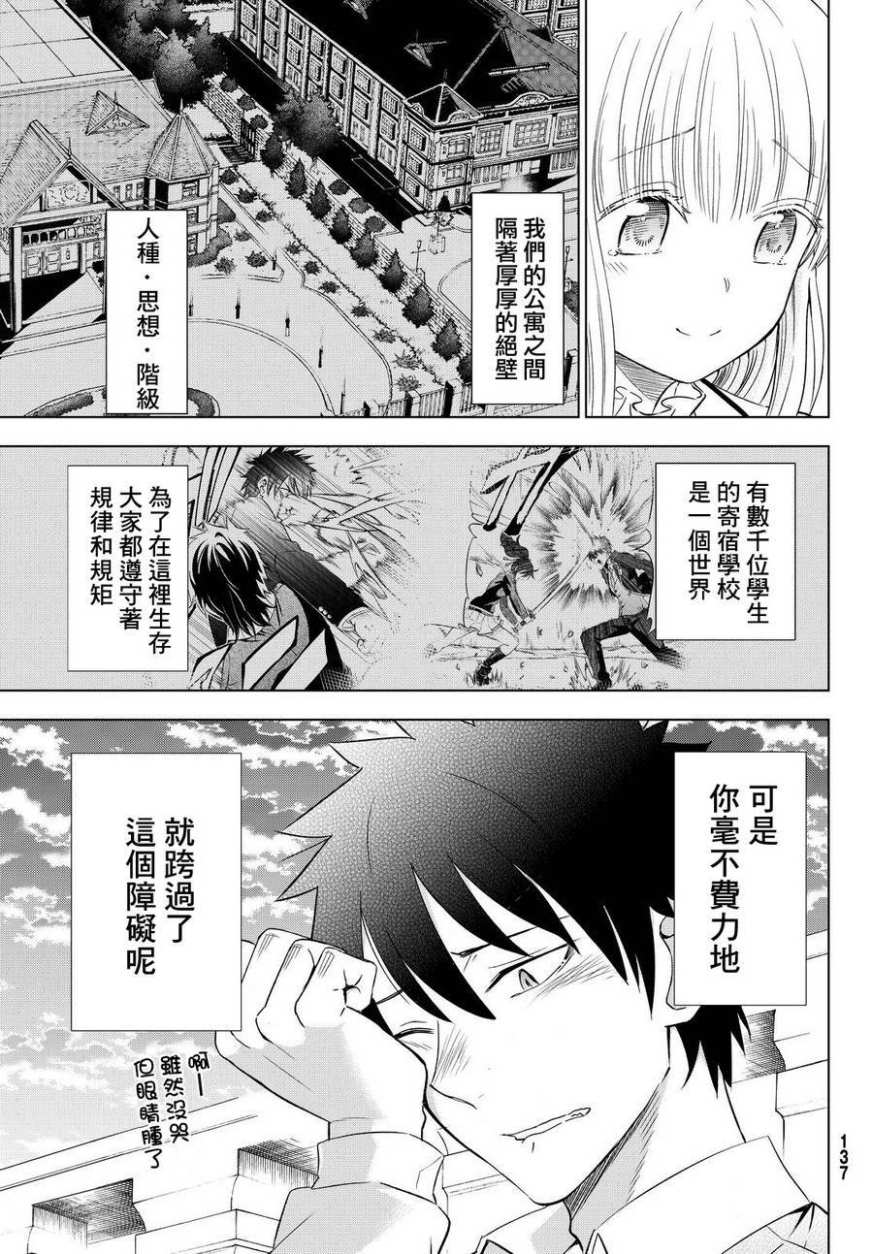 我們的公寓之間
隔著厚厚的絕壁
人種·思想·階級
有數千位學生
的寄宿學校
是一個世界
為了在這裡生存
大家都遵守著
規律和規矩
可是
你毫不費力地
就跨過了
這個障礙呢
啊ー
雖然沒哭
但眼睛腫了
137